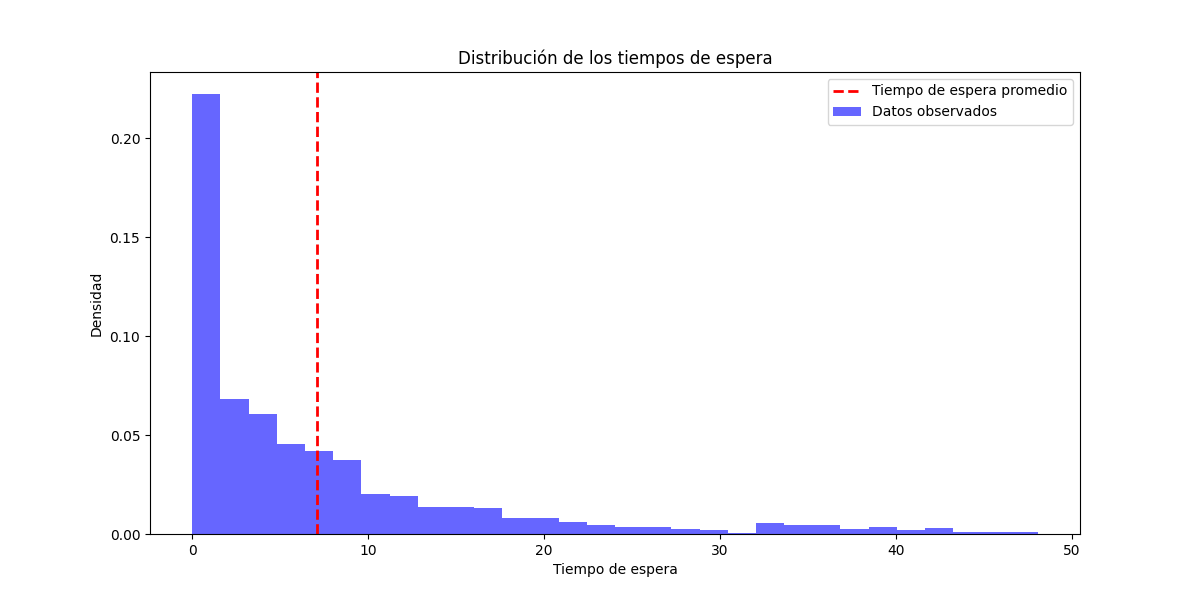 Distribución de los tiempos de espera
Tiempo de espera promedio
Datos observados
Densidad
0.20
0.15
0.10
0.05
0.00
0 10 20 30 40 50
Tiempo de espera